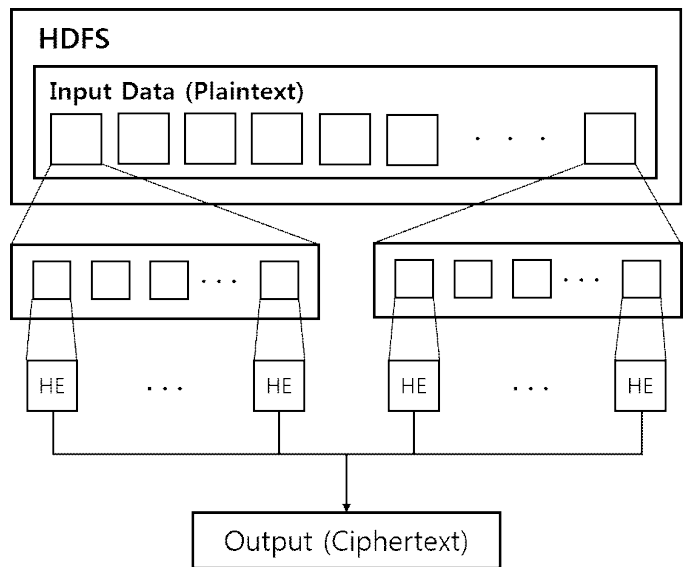 HDFS
Input Data (Plaintext)
. . .
. . .
. . .
HE . . . HE HE . . . HE
Output (Ciphertext)